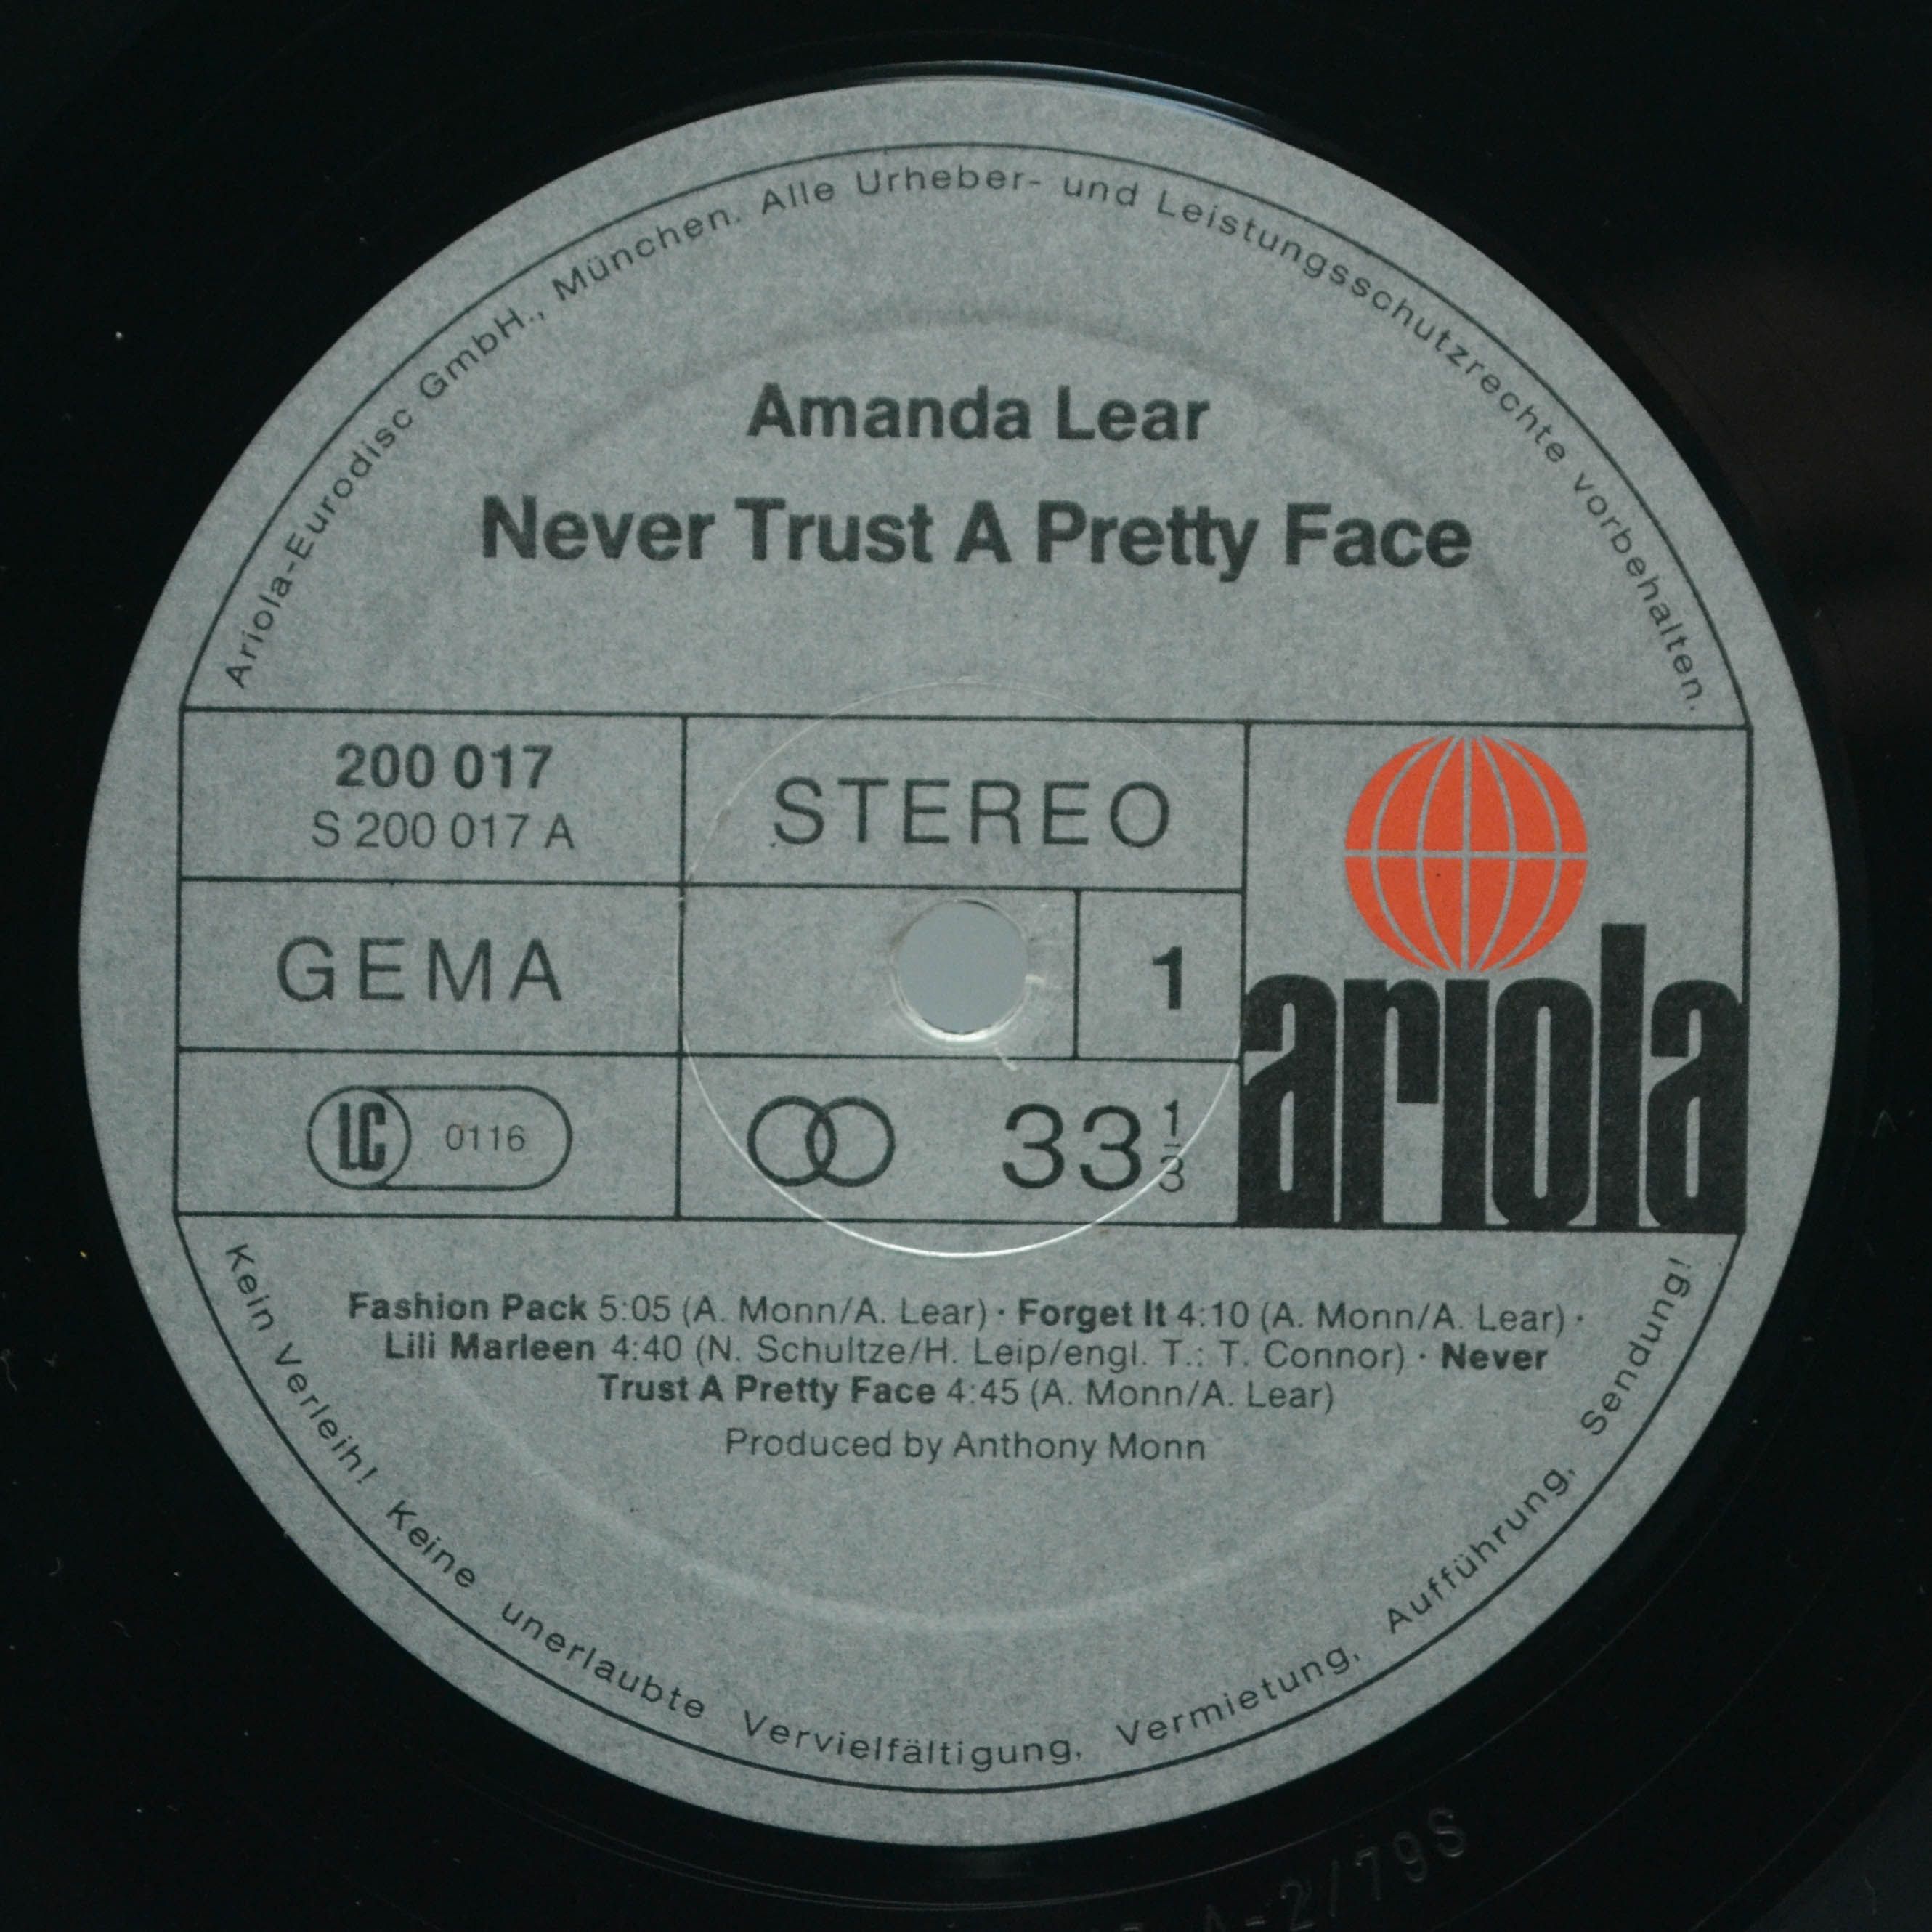 Ariola-Eurodisc GmbH., München. Alle Urheber- und Leistungsschutzrechte vorbehalten.
Amanda Lear
Never Trust A Pretty Face
200 017
S 200 017 A
STEREO
GEMA
1
ariola
LC 0116
33 1/3
Fashion Pack 5:05 (A. Monn/A. Lear) · Forget It 4:10 (A. Monn/A. Lear) ·
Lili Marleen 4:40 (N. Schultze/H. Leip/engl. T.: T. Connor) · Never
Trust A Pretty Face 4:45 (A. Monn/A. Lear)
Produced by Anthony Monn
Kein Verleih! Keine unerlaubte Vervielfältigung, Vermietung, Aufführung, Sendung!
A-2/79S